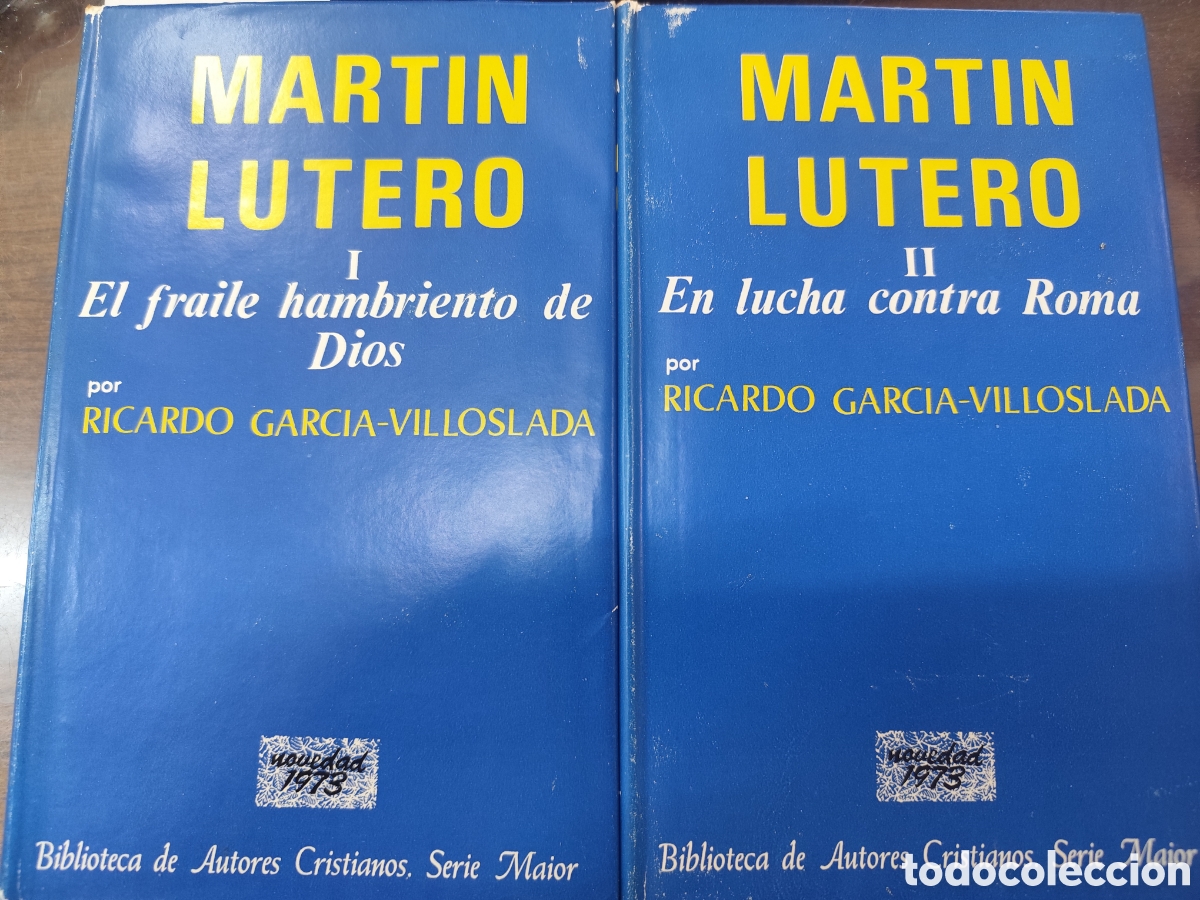 MARTIN
LUTERO
I
El fraile hambriento de
Dios
por
RICARDO GARCIA-VILLOSLADA
novedad
1973
Biblioteca de Autores Cristianos, Serie Maior
MARTIN
LUTERO
II
En lucha contra Roma
por
RICARDO GARCIA-VILLOSLADA
novedad
1973
Biblioteca de Autores Cristianos, Serie Maior
todocoleccion